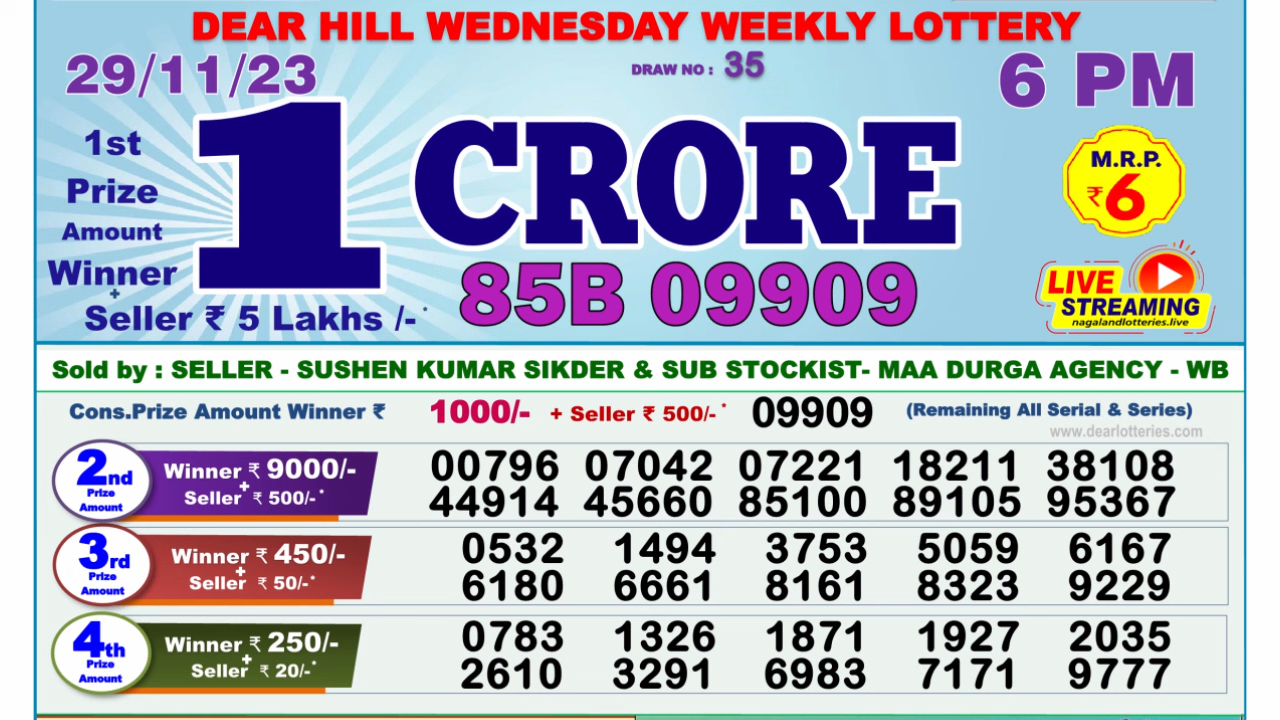 DEAR HILL WEDNESDAY WEEKLY LOTTERY
29/11/23
DRAW NO : 35
6 PM
1st
Prize
Amount
Winner
+
Seller ₹ 5 Lakhs /-*
1 CRORE
85B 09909
M.R.P.
₹6
LIVE
STREAMING
nagalandlotteries.live
Sold by : SELLER - SUSHEN KUMAR SIKDER & SUB STOCKIST- MAA DURGA AGENCY - WB
Cons.Prize Amount Winner ₹ 1000/- + Seller ₹ 500/-* 09909 (Remaining All Serial & Series)
www.dearlotteries.com
2nd
Prize
Amount
Winner ₹ 9000/-
+
Seller ₹ 500/-*
00796 07042 07221 18211 38108
44914 45660 85100 89105 95367
3rd
Prize
Amount
Winner ₹ 450/-
+
Seller ₹ 50/-*
0532 1494 3753 5059 6167
6180 6661 8161 8323 9229
4th
Prize
Amount
Winner ₹ 250/-
+
Seller ₹ 20/-*
0783 1326 1871 1927 2035
2610 3291 6983 7171 9777